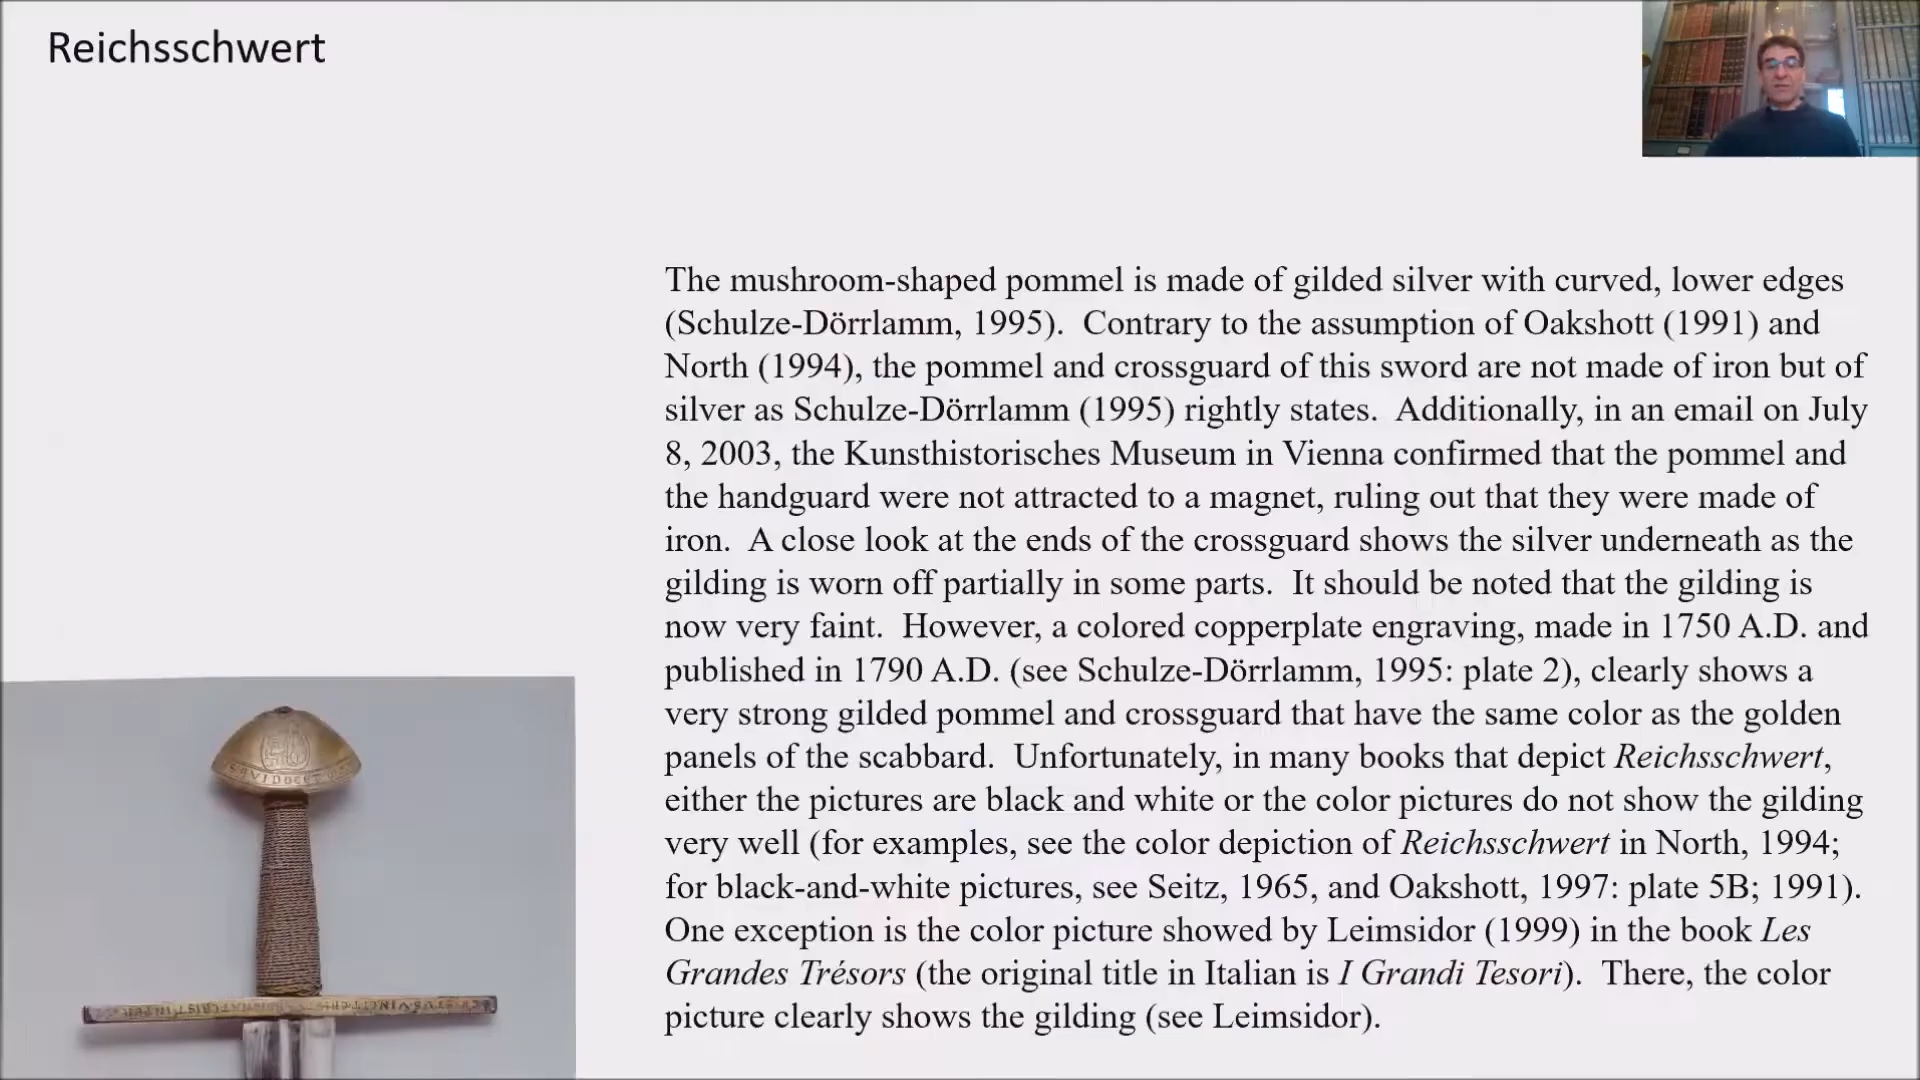 Reichsschwert
The mushroom-shaped pommel is made of gilded silver with curved, lower edges
(Schulze-Dörrlamm, 1995).  Contrary to the assumption of Oakshott (1991) and
North (1994), the pommel and crossguard of this sword are not made of iron but of
silver as Schulze-Dörrlamm (1995) rightly states.  Additionally, in an email on July
8, 2003, the Kunsthistorisches Museum in Vienna confirmed that the pommel and
the handguard were not attracted to a magnet, ruling out that they were made of
iron.  A close look at the ends of the crossguard shows the silver underneath as the
gilding is worn off partially in some parts.  It should be noted that the gilding is
now very faint.  However, a colored copperplate engraving, made in 1750 A.D. and
published in 1790 A.D. (see Schulze-Dörrlamm, 1995: plate 2), clearly shows a
very strong gilded pommel and crossguard that have the same color as the golden
panels of the scabbard.  Unfortunately, in many books that depict Reichsschwert,
either the pictures are black and white or the color pictures do not show the gilding
very well (for examples, see the color depiction of Reichsschwert in North, 1994;
for black-and-white pictures, see Seitz, 1965, and Oakshott, 1997: plate 5B; 1991).
One exception is the color picture showed by Leimsidor (1999) in the book Les
Grandes Trésors (the original title in Italian is I Grandi Tesori).  There, the color
picture clearly shows the gilding (see Leimsidor).